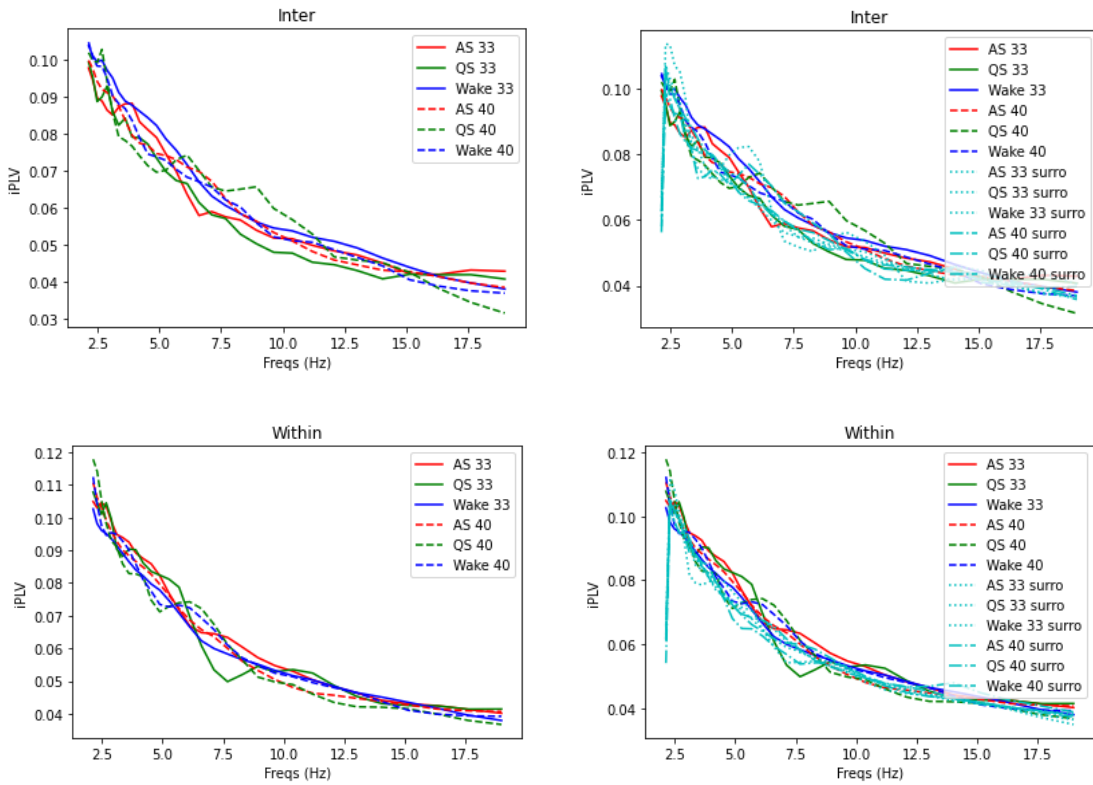 Inter
0.10
0.09
0.08
0.07
0.06
0.05
0.04
0.03
iPLV
2.5 5.0 7.5 10.0 12.5 15.0 17.5
Freqs (Hz)
AS 33
QS 33
Wake 33
AS 40
QS 40
Wake 40
Inter
0.10
0.08
0.06
0.04
iPLV
2.5 5.0 7.5 10.0 12.5 15.0 17.5
Freqs (Hz)
AS 33
QS 33
Wake 33
AS 40
QS 40
Wake 40
AS 33 surro
QS 33 surro
Wake 33 surro
AS 40 surro
QS 40 surro
Wake 40 surro
Within
0.12
0.11
0.10
0.09
0.08
0.07
0.06
0.05
0.04
iPLV
2.5 5.0 7.5 10.0 12.5 15.0 17.5
Freqs (Hz)
AS 33
QS 33
Wake 33
AS 40
QS 40
Wake 40
Within
0.12
0.10
0.08
0.06
0.04
iPLV
2.5 5.0 7.5 10.0 12.5 15.0 17.5
Freqs (Hz)
AS 33
QS 33
Wake 33
AS 40
QS 40
Wake 40
AS 33 surro
QS 33 surro
Wake 33 surro
AS 40 surro
QS 40 surro
Wake 40 surro